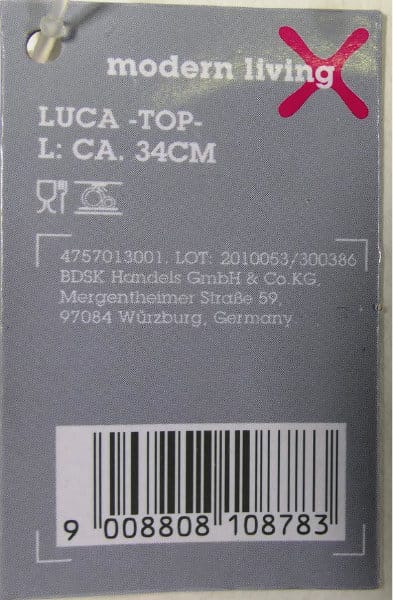 modern living
LUCA -TOP-
L: CA. 34CM
4757013001. LOT: 2010053/300386
BDSK Handels GmbH & Co.KG,
Mergentheimer Straße 59,
97084 Würzburg, Germany
9 008808 108783